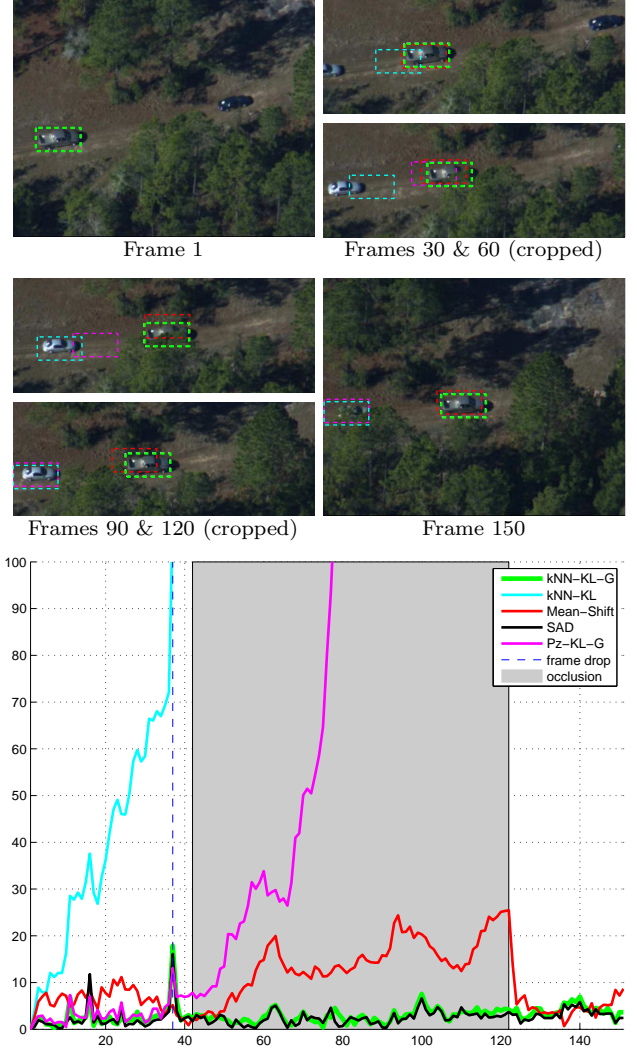 Frame 1
Frames 30 & 60 (cropped)
Frames 90 & 120 (cropped)
Frame 150
100
90
80
70
60
50
40
30
20
10
0
kNN-KL-G
kNN-KL
Mean-Shift
SAD
Pz-KL-G
frame drop
occlusion
20
40
60
80
100
120
140